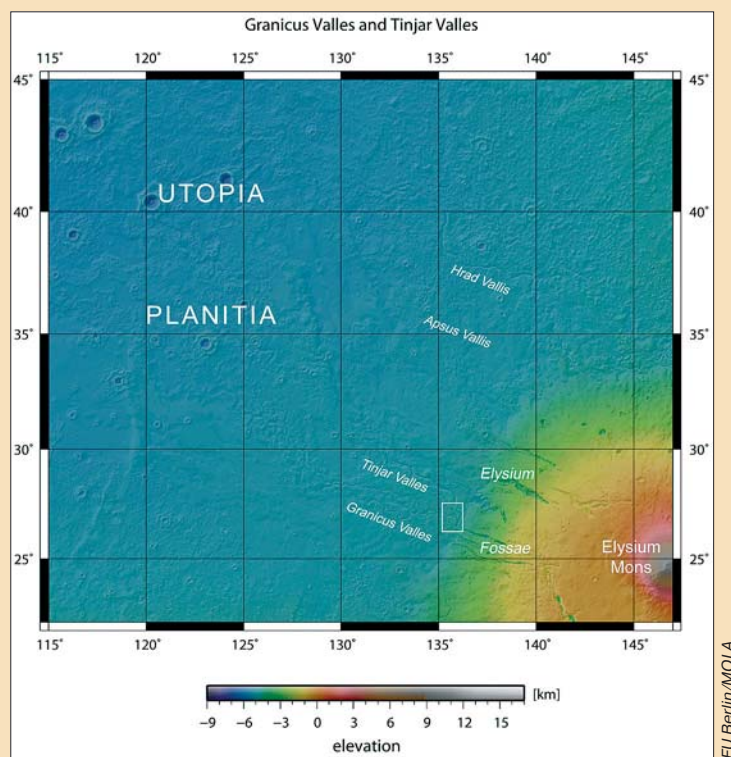 Granicus Valles and Tinjar Valles
115° 120° 125° 130° 135° 140° 145°
45° 45°
UTOPIA
40° 40°
Hrad Vallis
PLANITIA
Apsus Vallis
35° 35°
30° 30°
Tinjar Valles
Elysium
Granicus Valles
Fossae
Elysium
Mons
25° 25°
115° 120° 125° 130° 135° 140° 145°
[km]
−9 −6 −3 0 3 6 9 12 15
elevation
FU Berlin/MOLA